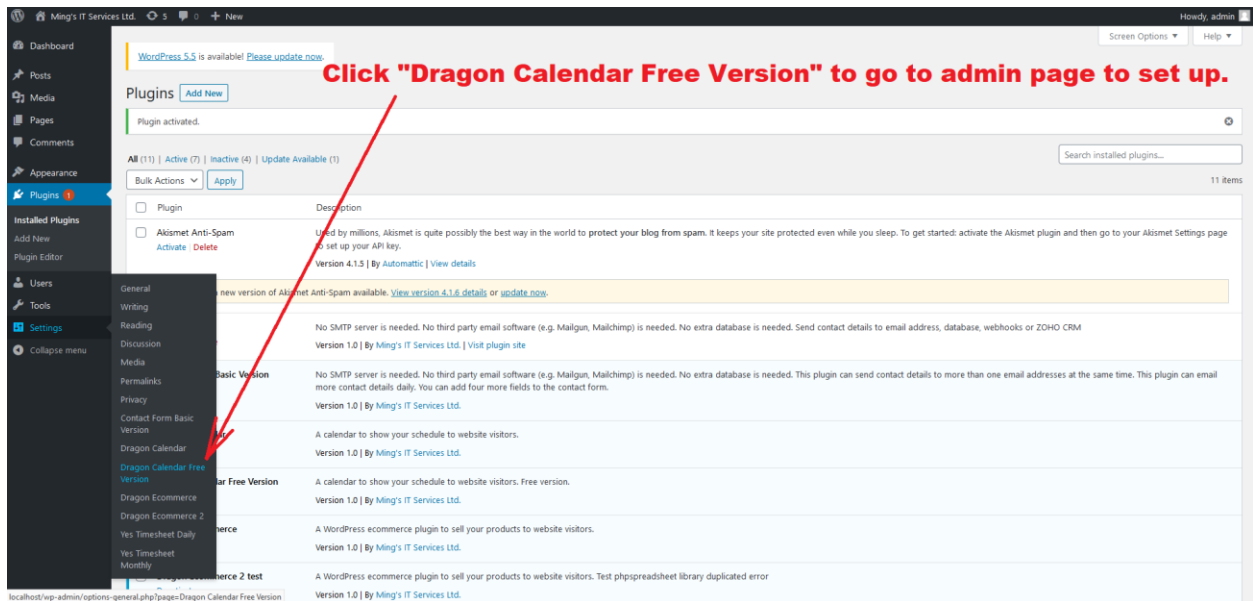 Ming's IT Services Ltd. 5 0 + New Howdy, admin
Screen Options ▼ Help ▼
WordPress 5.5 is available! Please update now.
Click "Dragon Calendar Free Version" to go to admin page to set up.
Plugins Add New
Plugin activated.
All (11) | Active (7) | Inactive (4) | Update Available (1)
Search installed plugins...
Bulk Actions Apply
11 items
Dashboard
Posts
Media
Pages
Comments
Appearance
Plugins 1
Installed Plugins
Add New
Plugin Editor
Users
Tools
Settings
Collapse menu
General
Writing
Reading
Discussion
Media
Permalinks
Privacy
Contact Form Basic
Version
Dragon Calendar
Dragon Calendar Free
Version
Dragon Ecommerce
Dragon Ecommerce 2
Yes Timesheet Daily
Yes Timesheet
Monthly
Plugin Description
Akismet Anti-Spam
Activate | Delete
Used by millions, Akismet is quite possibly the best way in the world to protect your blog from spam. It keeps your site protected even while you sleep. To get started: activate the Akismet plugin and then go to your Akismet Settings page
to set up your API key.
Version 4.1.5 | By Automattic | View details
new version of Akismet Anti-Spam available. View version 4.1.6 details or update now.
No SMTP server is needed. No third party email software (e.g. Mailgun, Mailchimp) is needed. No extra database is needed. Send contact details to email address, database, webhooks or ZOHO CRM
Version 1.0 | By Ming's IT Services Ltd. | Visit plugin site
Basic Version
No SMTP server is needed. No third party email software (e.g. Mailgun, Mailchimp) is needed. No extra database is needed. This plugin can send contact details to more than one email addresses at the same time. This plugin can email
more contact details daily. You can add four more fields to the contact form.
Version 1.0 | By Ming's IT Services Ltd.
A calendar to show your schedule to website visitors.
Version 1.0 | By Ming's IT Services Ltd.
Free Version
A calendar to show your schedule to website visitors. Free version.
Version 1.0 | By Ming's IT Services Ltd.
A WordPress ecommerce plugin to sell your products to website visitors.
Version 1.0 | By Ming's IT Services Ltd.
2 test
A WordPress ecommerce plugin to sell your products to website visitors. Test phpspreadsheet library duplicated error
Version 1.0 | By Ming's IT Services Ltd.
localhost/wp-admin/options-general.php?page=Dragon Calendar Free Version